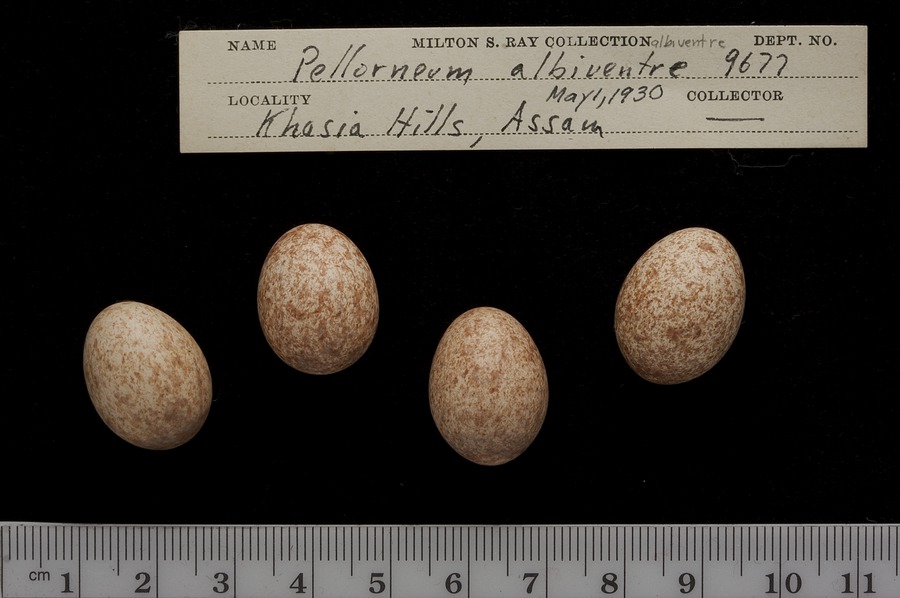 NAME MILTON S. RAY COLLECTION albiventre DEPT. NO.
Pellorneum albiventre 9677
LOCALITY May 1, 1930 COLLECTOR
Khasia Hills, Assam
cm 1 2 3 4 5 6 7 8 9 10 11